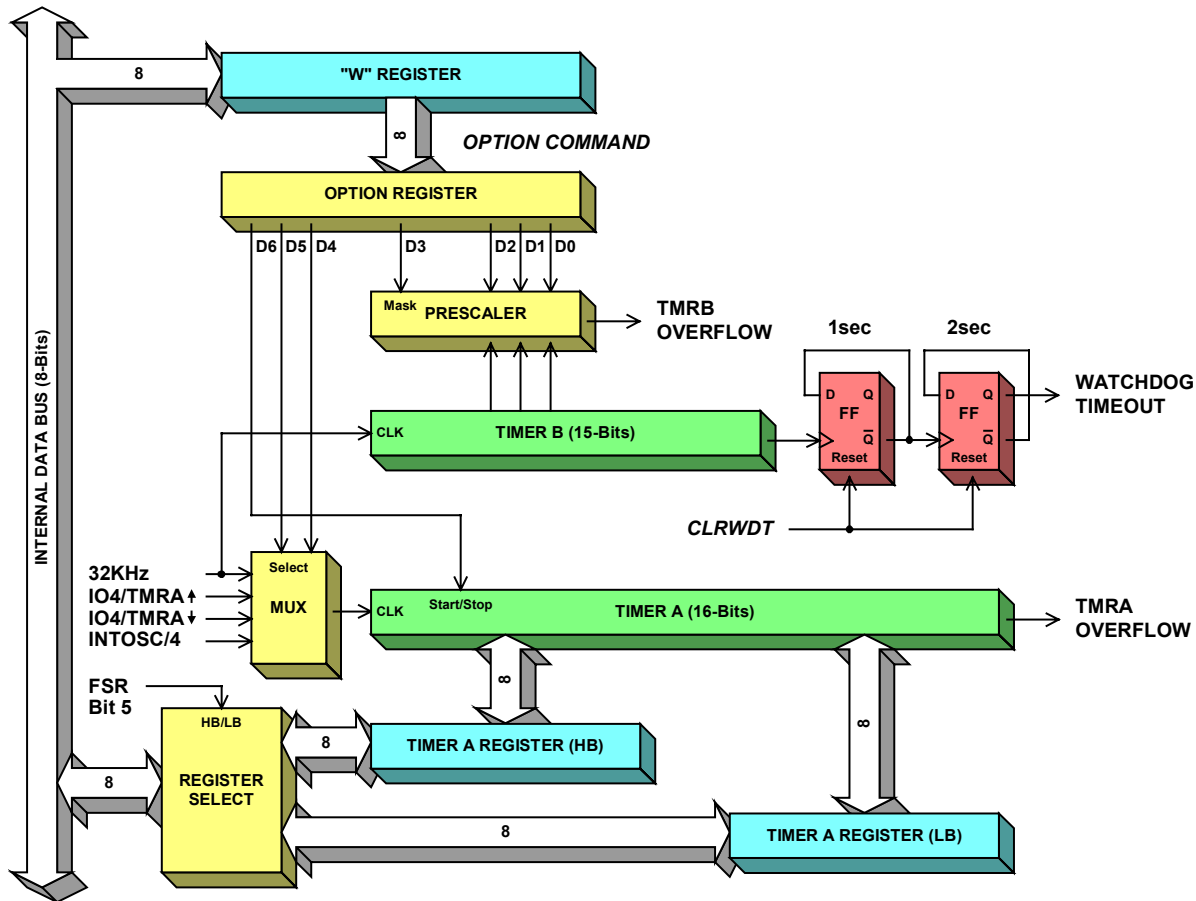 INTERNAL DATA BUS (8-Bits)
8
"W" REGISTER
8
OPTION COMMAND
OPTION REGISTER
D6 D5 D4 D3 D2 D1 D0
Mask
PRESCALER
TMRB
OVERFLOW
1sec
2sec
D Q
FF
Q
Reset
D Q
FF
Q
Reset
WATCHDOG
TIMEOUT
CLK
TIMER B (15-Bits)
CLRWDT
32KHz
IO4/TMRA↑
IO4/TMRA↓
INTOSC/4
Select
MUX
CLK
Start/Stop
TIMER A (16-Bits)
TMRA
OVERFLOW
FSR
Bit 5
HB/LB
REGISTER
SELECT
8
8
8
TIMER A REGISTER (HB)
8
8
TIMER A REGISTER (LB)